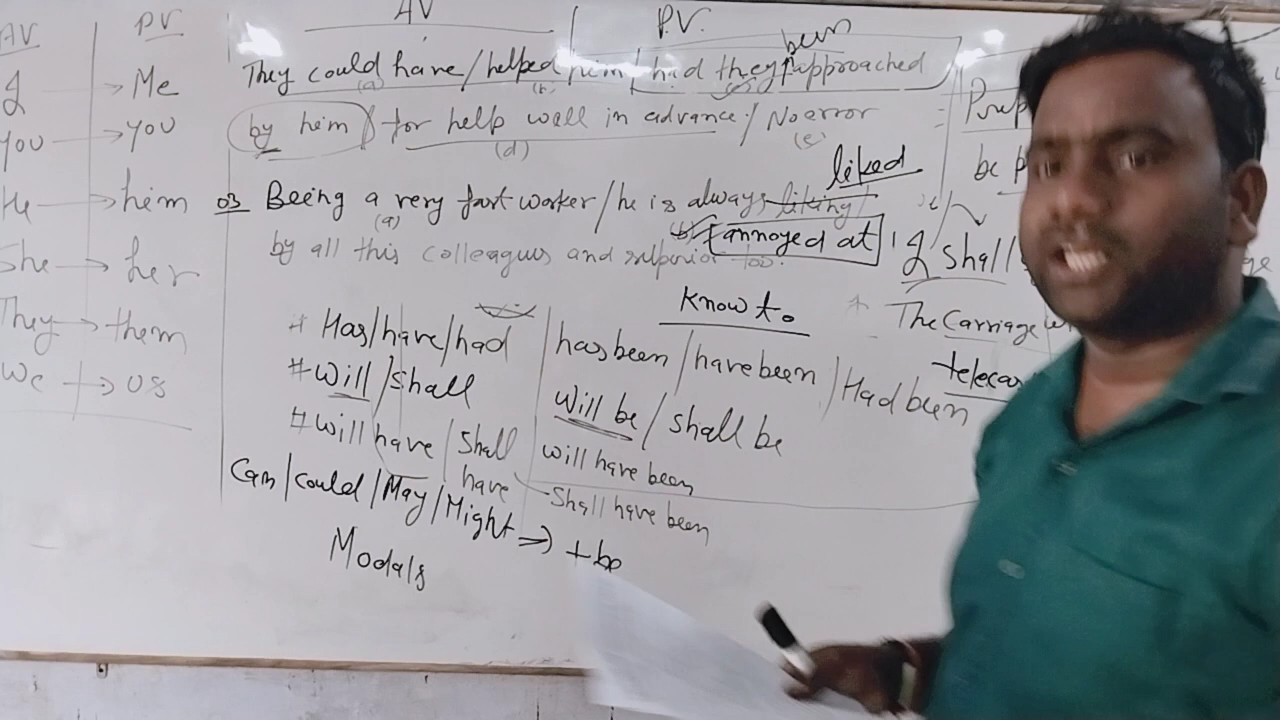 AV
PV
I → Me
You → you
He → him
She → her
They → them
We → us
AV
P.V.
been
They could have / helped him / had they approached
(a) (b) (c)
by him / for help well in advance / No error
(d) (e)
liked
03 Being a very fast worker / he is always liking /
(a) (b)
annoyed at
by all this colleagues and superior too.
Know to
# Has/have/had
has been / have been / Had been
# Will / shall
Will be / shall be
# Will have / Shall have
Will have been
Shall have been
Can / could / May / Might ⇒ + be
Modals
be
I shall
* The Carriage